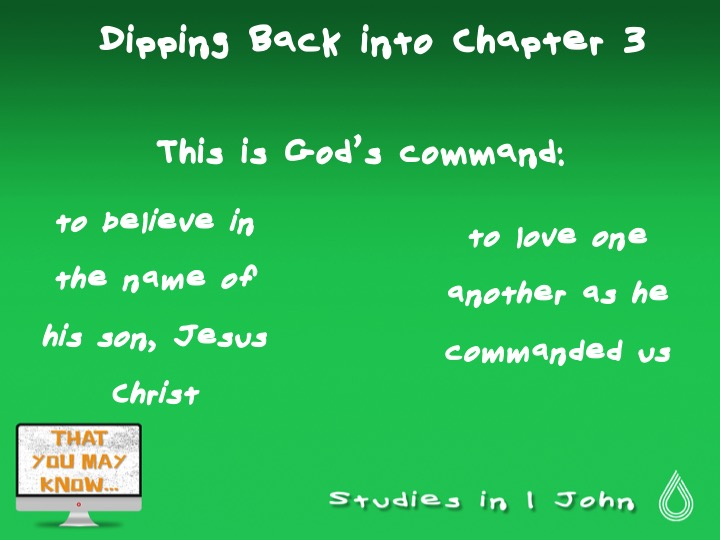 Dipping Back into Chapter 3
This is God's command:
to believe in
the name of
his son, Jesus
Christ
to love one
another as he
commanded us
THAT
YOU MAY
KNOW...
Studies in 1 John